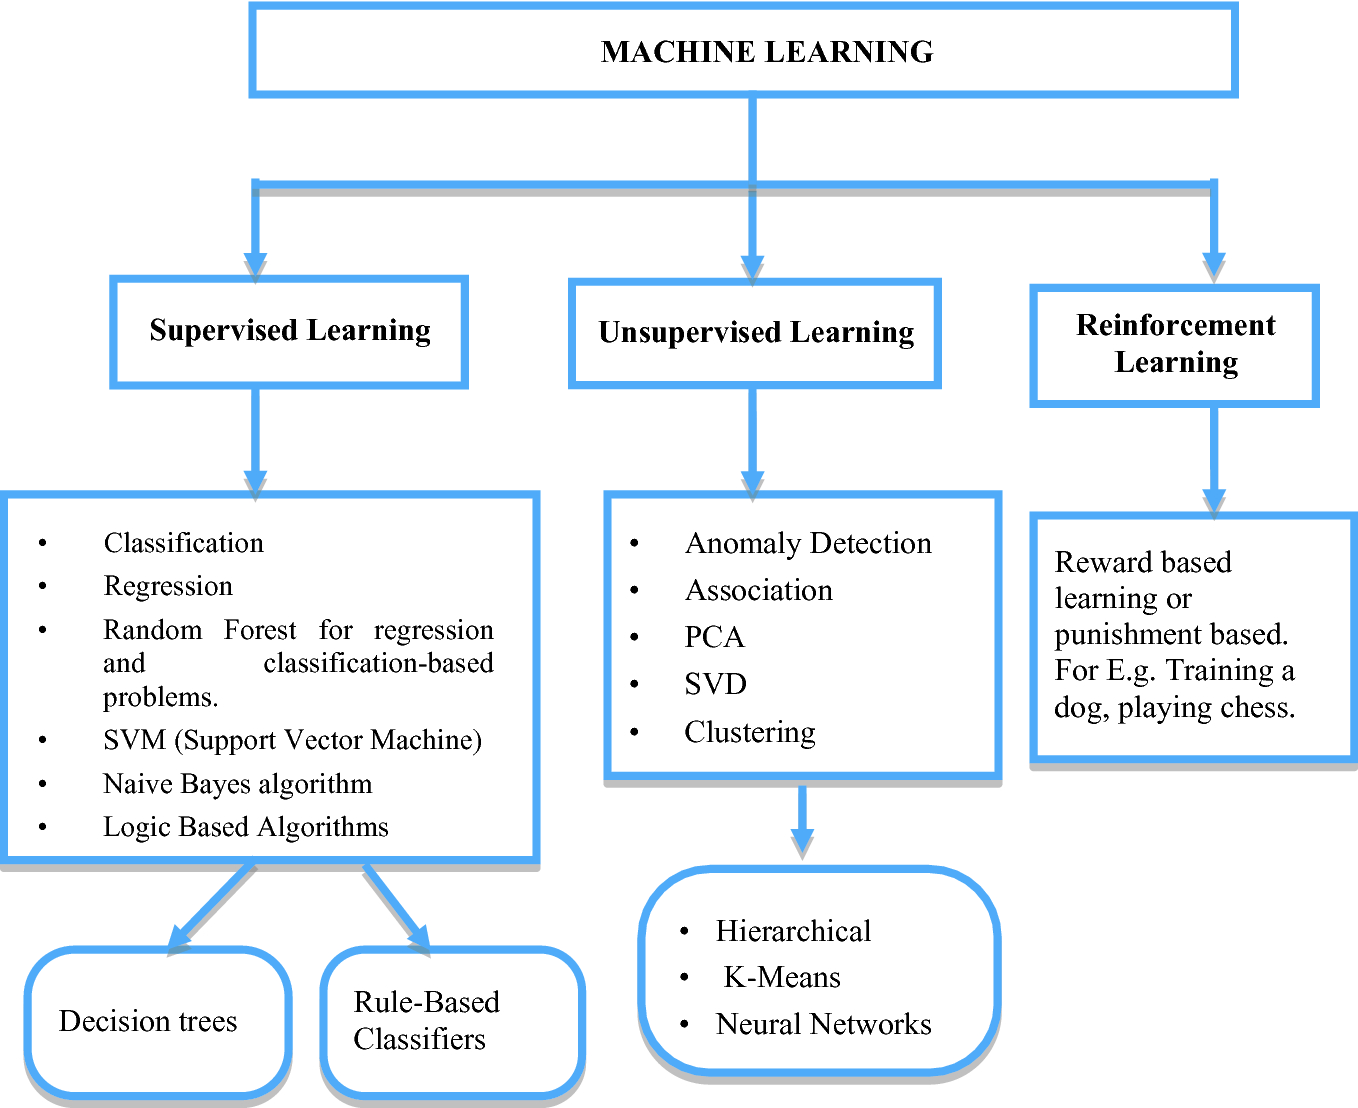 MACHINE LEARNING
Supervised Learning
Unsupervised Learning
Reinforcement
Learning
• Classification
• Regression
• Random Forest for regression
and classification-based
problems.
• SVM (Support Vector Machine)
• Naive Bayes algorithm
• Logic Based Algorithms
• Anomaly Detection
• Association
• PCA
• SVD
• Clustering
Reward based
learning or
punishment based.
For E.g. Training a
dog, playing chess.
Decision trees
Rule-Based
Classifiers
• Hierarchical
• K-Means
• Neural Networks